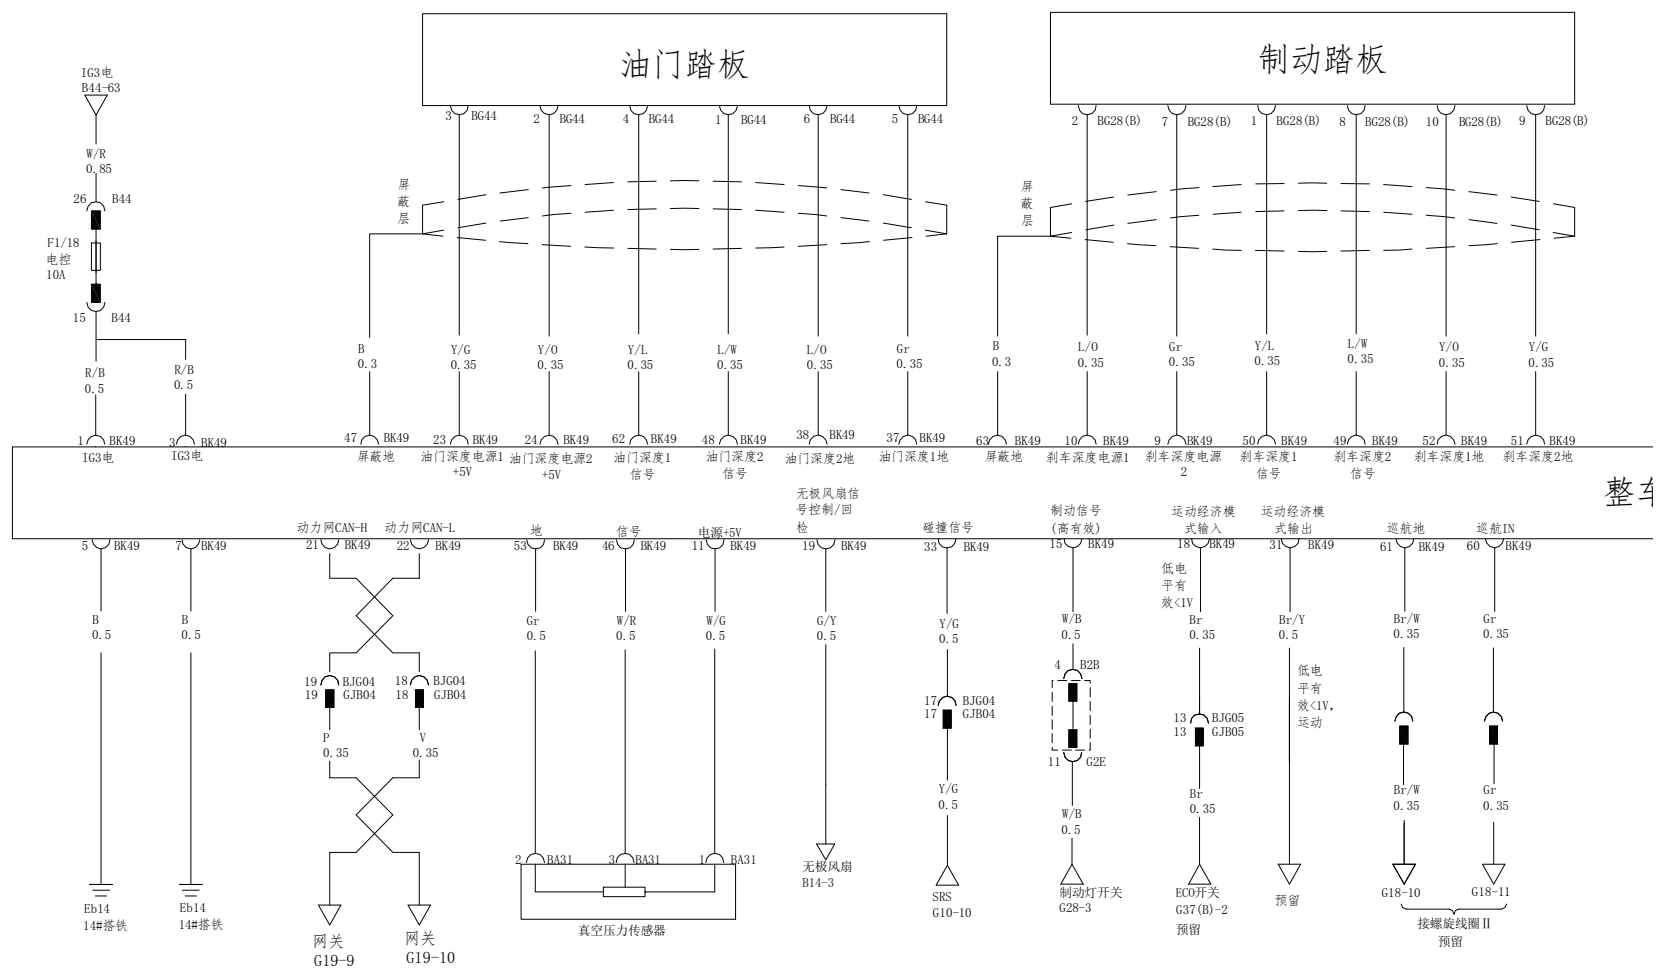 油门踏板
制动踏板
IG3电
B44-63
3 BG44
2 BG44
4 BG44
1 BG44
6 BG44
5 BG44
2 BG28(B)
7 BG28(B)
1 BG28(B)
8 BG28(B)
10 BG28(B)
9 BG28(B)
W/R
0.85
屏
蔽
层
屏
蔽
层
26 B44
F1/18
电控
10A
15 B44
R/B
0.5
R/B
0.5
B
0.3
Y/G
0.35
Y/O
0.35
Y/L
0.35
L/W
0.35
L/O
0.35
Gr
0.35
B
0.3
L/O
0.35
Gr
0.35
Y/L
0.35
L/W
0.35
Y/O
0.35
Y/G
0.35
1 BK49
IG3电
3 BK49
IG3电
47 BK49
屏蔽地
23 BK49
油门深度电源1
+5V
24 BK49
油门深度电源2
+5V
62 BK49
油门深度1
信号
48 BK49
油门深度2
信号
38 BK49
油门深度2地
37 BK49
油门深度1地
63 BK49
屏蔽地
10 BK49
刹车深度电源1
9 BK49
刹车深度电源
2
50 BK49
刹车深度1
信号
49 BK49
刹车深度2
信号
52 BK49
刹车深度1地
51 BK49
刹车深度2地
整车
动力网CAN-H
21 BK49
动力网CAN-L
22 BK49
地
53 BK49
信号
46 BK49
电源+5V
11 BK49
无极风扇信
号控制/回
检
19 BK49
碰撞信号
33 BK49
制动信号
(高有效)
15 BK49
运动经济模
式输入
18 BK49
运动经济模
式输出
31 BK49
巡航地
61 BK49
巡航IN
60 BK49
5 BK49
7 BK49
低电
平有
效<1V
B
0.5
B
0.5
Gr
0.5
W/R
0.5
W/G
0.5
G/Y
0.5
Y/G
0.5
W/B
0.5
Br
0.35
Br/Y
0.5
Br/W
0.35
Gr
0.35
19 BJG04
19 GJB04
18 BJG04
18 GJB04
17 BJG04
17 GJB04
4 B2B
11 G2E
13 BJG05
13 GJB05
低电
平有
效<1V,
运动
P
0.35
V
0.35
Y/G
0.5
W/B
0.5
Br
0.35
Br/W
0.35
Gr
0.35
2 BA31
3 BA31
1 BA31
Eb14
14#搭铁
Eb14
14#搭铁
网关
G19-9
网关
G19-10
真空压力传感器
无极风扇
B14-3
SRS
G10-10
制动灯开关
G28-3
ECO开关
G37(B)-2
预留
预留
G18-10
G18-11
接螺旋线圈Ⅱ
预留